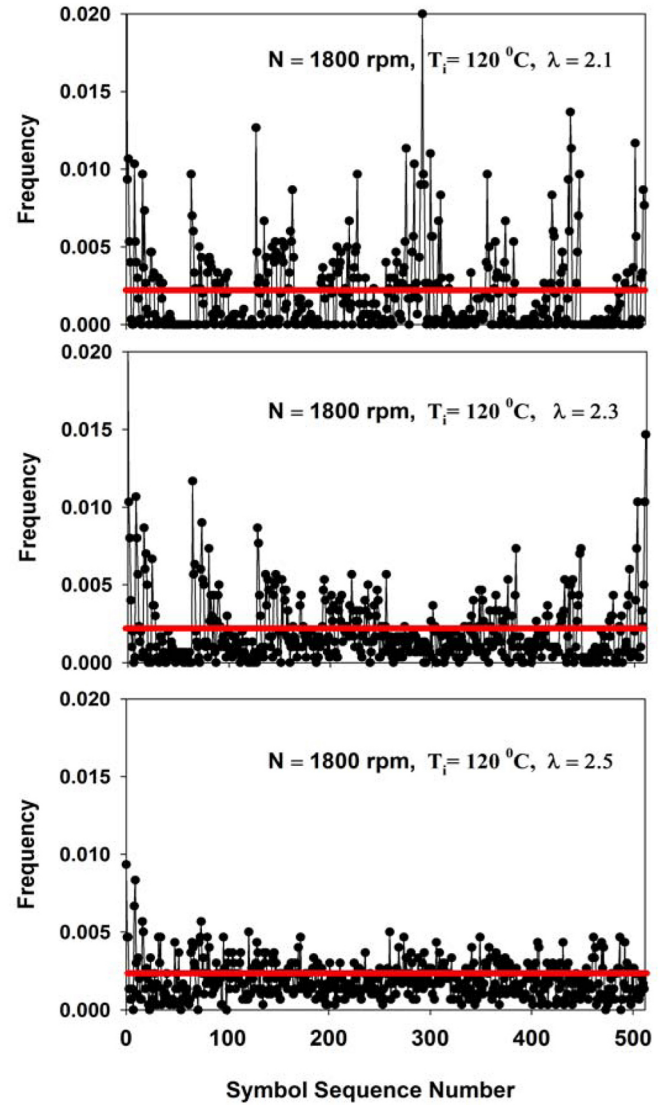 0.020
N = 1800 rpm, Tᵢ= 120 ⁰C, λ = 2.1
0.015
Frequency
0.010
0.005
0.000
0.020
N = 1800 rpm, Tᵢ= 120 ⁰C, λ = 2.3
0.015
Frequency
0.010
0.005
0.000
0.020
N = 1800 rpm, Tᵢ= 120 ⁰C, λ = 2.5
0.015
Frequency
0.010
0.005
0.000
0 100 200 300 400 500
Symbol Sequence Number